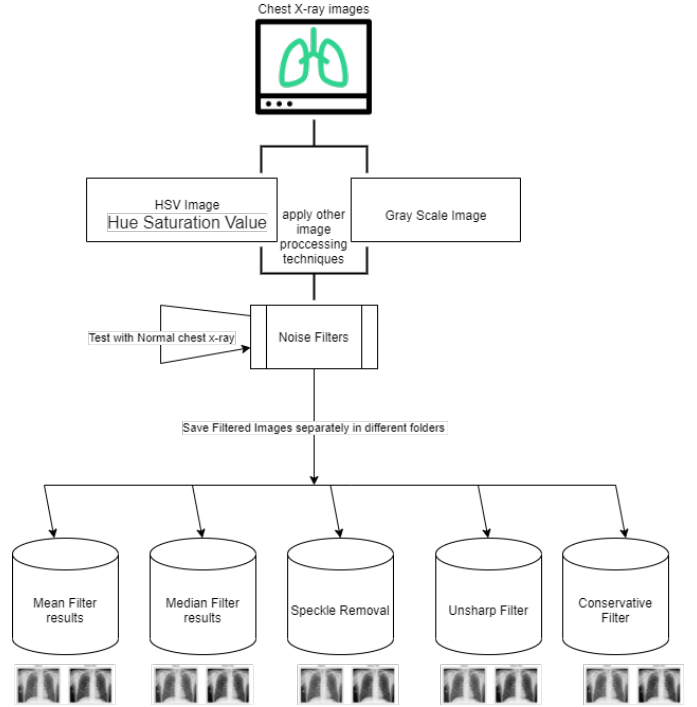 Chest X-ray images
HSV Image
Hue Saturation Value
apply other
image
proccessing
techniques
Gray Scale Image
Test with Normal chest x-ray
Noise Filters
Save Filtered Images separately in different folders
Mean Filter
results
Median Filter
results
Speckle Removal
Unsharp Filter
Conservative
Filter